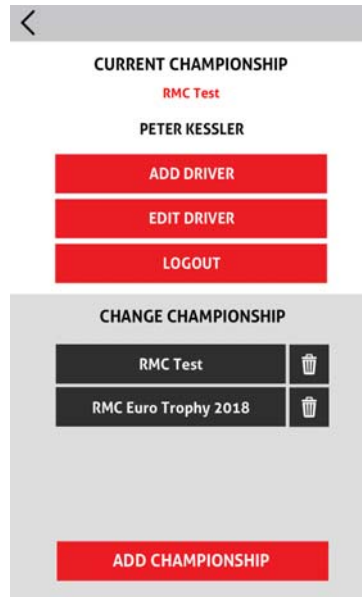 CURRENT CHAMPIONSHIP
RMC Test
PETER KESSLER
ADD DRIVER
EDIT DRIVER
LOGOUT
CHANGE CHAMPIONSHIP
RMC Test
RMC Euro Trophy 2018
ADD CHAMPIONSHIP